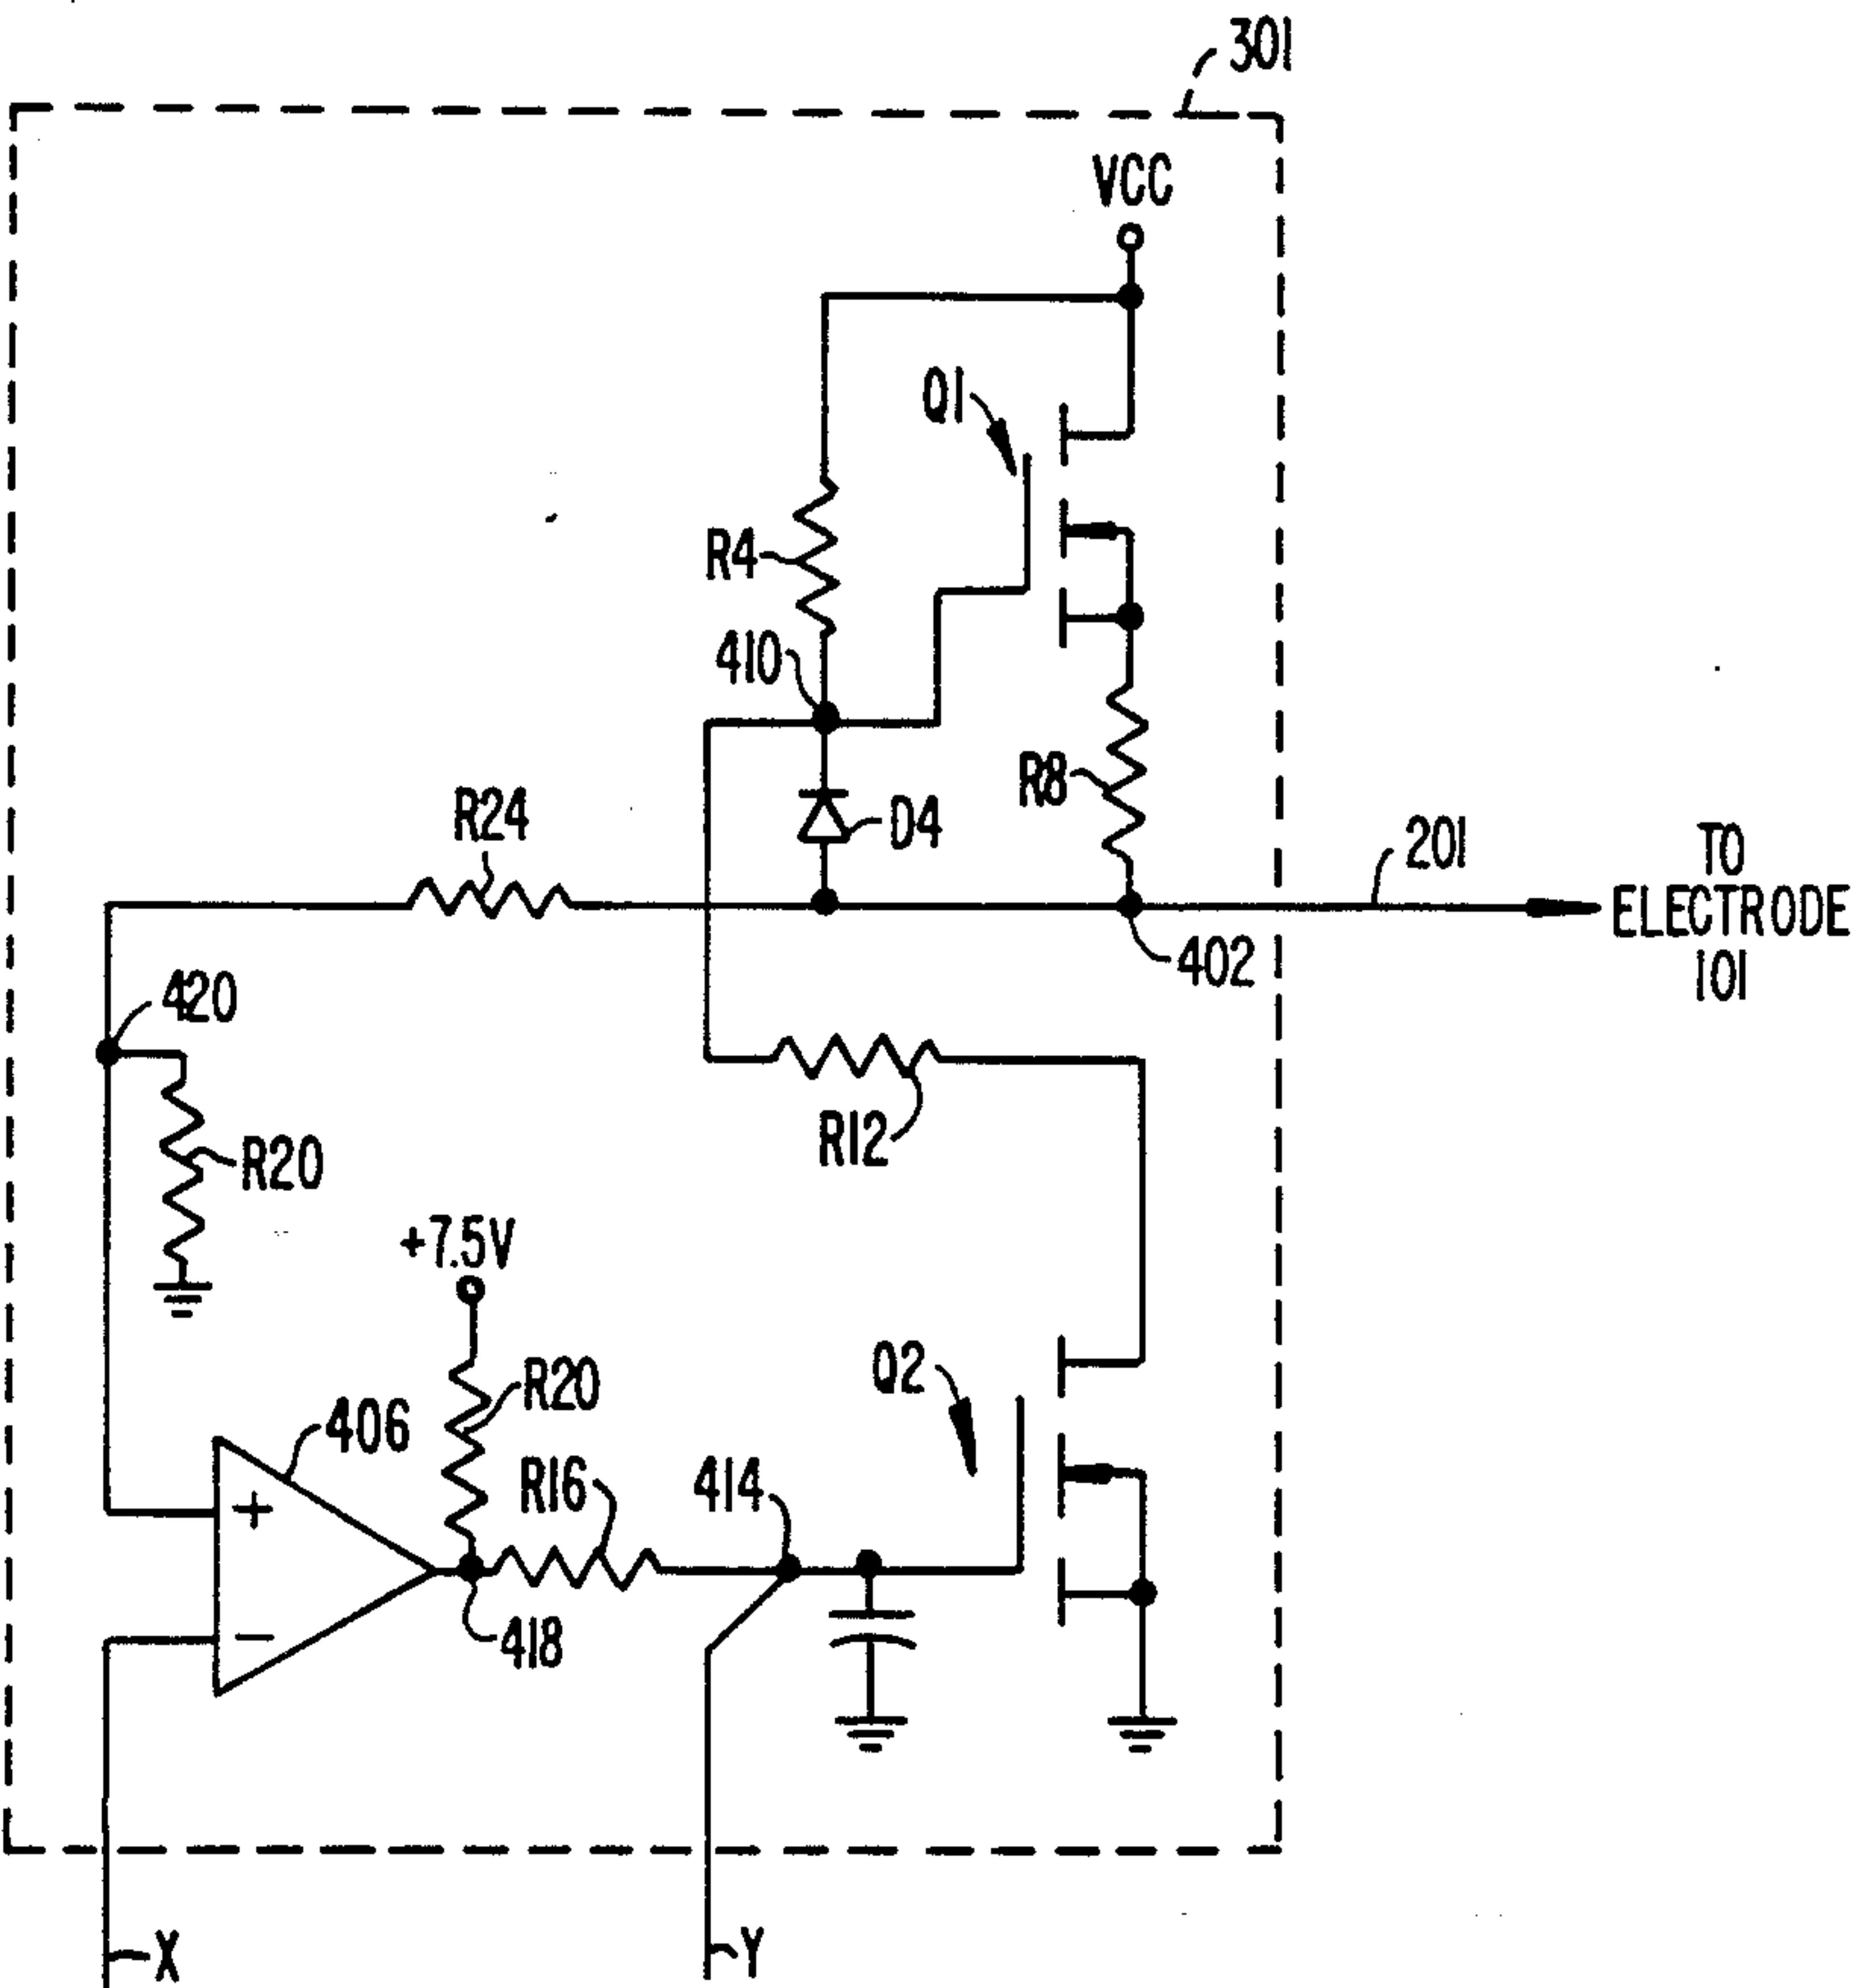 301
VCC
Q1
R4
410
R8
R24
D4
201
TO
ELECTRODE
101
402
420
R12
R20
+7.5V
Q2
R20
406
R16
414
+
−
418
X
Y